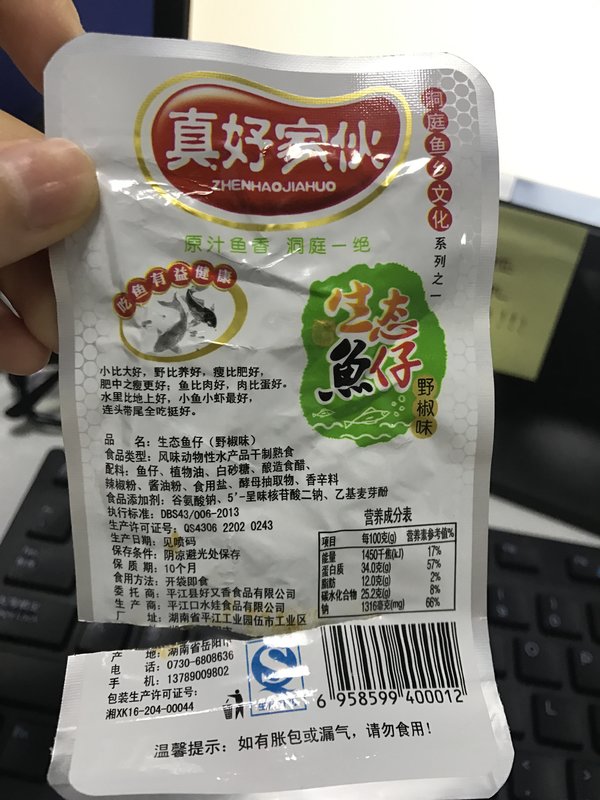 真好家伙
ZHENHAOJIAHUO
洞庭鱼乡文化
系列之一
原汁鱼香 洞庭一绝
吃鱼有益健康
生态
魚仔
野椒味
小比大好，野比养好，瘦比肥好，
肥中之瘦更好；鱼比肉好，肉比蛋好。
水里比地上好，小鱼小虾最好，
连头带尾全吃挺好。
品 名：生态鱼仔（野椒味）
食品类型：风味动物性水产品干制熟食
配料：鱼仔、植物油、白砂糖、酿造食醋、
辣椒粉、酱油粉、食用盐、酵母抽取物、香辛料
食品添加剂：谷氨酸钠、5’-呈味核苷酸二钠、乙基麦芽酚
执行标准：DBS43/006-2013
生产许可证号：QS4306 2202 0243
生产日期：见喷码
保存条件：阴凉避光处保存
保 质 期：10个月
食用方法：开袋即食
委 托 商：平江县好又香食品有限公司
生 产 商：平江口水娃食品有限公司
厂 址：湖南省平江工业园伍市工业区
营养成分表
项目 每100克(g) 营养素参考值%
能量 1450千焦(kJ) 17%
蛋白质 34.0克(g) 57%
脂肪 12.0克(g) 2%
碳水化合物 25.2克(g) 8%
钠 1316毫克(mg) 66%
产 地：湖南省岳阳
电 话：0730-6808636
手 机：13789009802
包装生产许可证号：
湘XK16-204-00044
6 958599 400012
温馨提示：如有胀包或漏气，请勿食用！